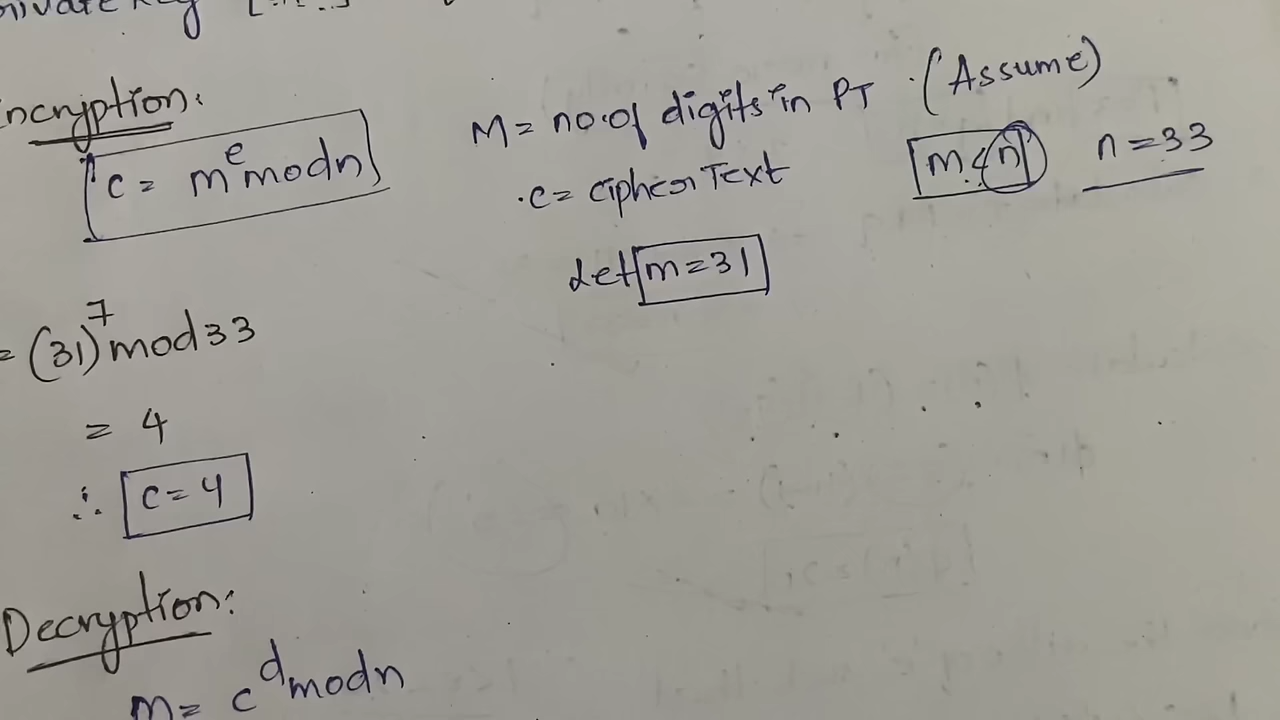 Encryption:
c = m^e mod n
M = no. of digits in PT (Assume)
c = cipher Text
m < n
n = 33
Let m = 31
= (31)^7 mod 33
= 4
∴ c = 4
Decryption:
M = c^d mod n